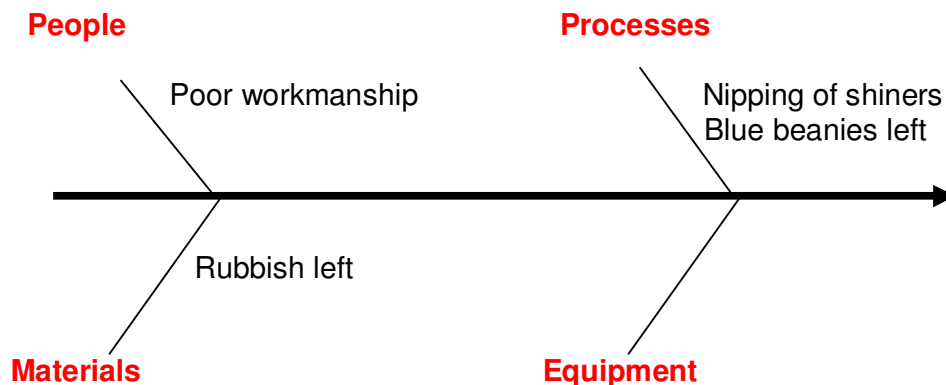 People
Processes
Poor workmanship
Nipping of shiners
Blue beanies left
Rubbish left
Materials
Equipment